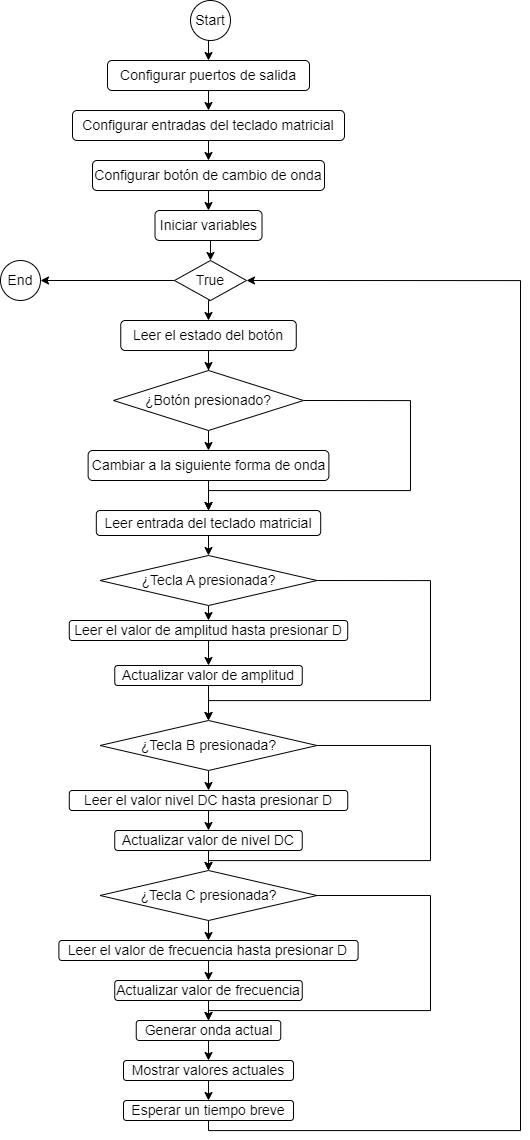 Start
Configurar puertos de salida
Configurar entradas del teclado matricial
Configurar botón de cambio de onda
Iniciar variables
End
True
Leer el estado del botón
¿Botón presionado?
Cambiar a la siguiente forma de onda
Leer entrada del teclado matricial
¿Tecla A presionada?
Leer el valor de amplitud hasta presionar D
Actualizar valor de amplitud
¿Tecla B presionada?
Leer el valor nivel DC hasta presionar D
Actualizar valor de nivel DC
¿Tecla C presionada?
Leer el valor de frecuencia hasta presionar D
Actualizar valor de frecuencia
Generar onda actual
Mostrar valores actuales
Esperar un tiempo breve